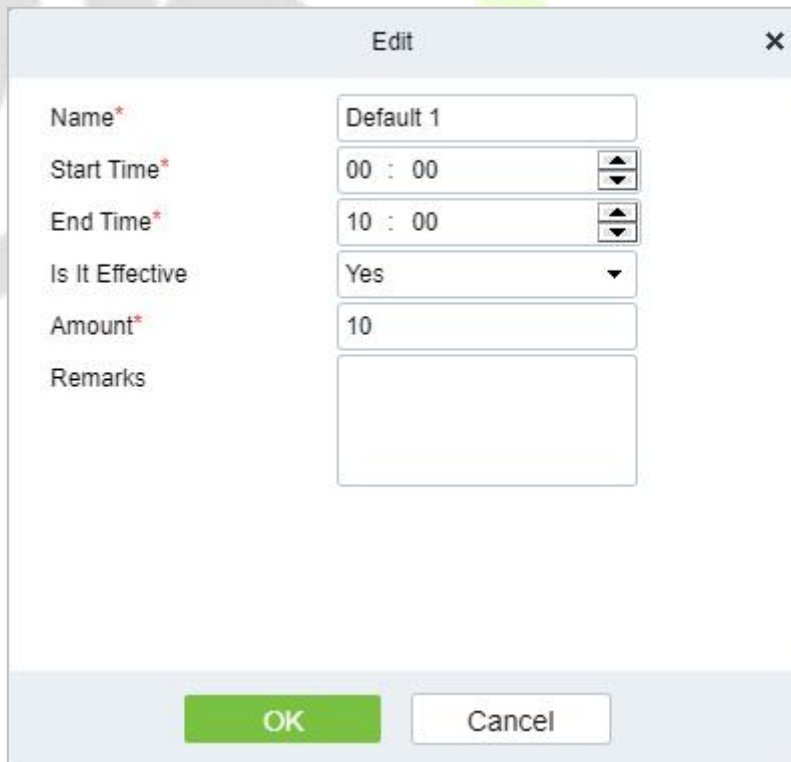 Edit ×
Name* Default 1
Start Time* 00 : 00
End Time* 10 : 00
Is It Effective Yes
Amount* 10
Remarks
OK Cancel